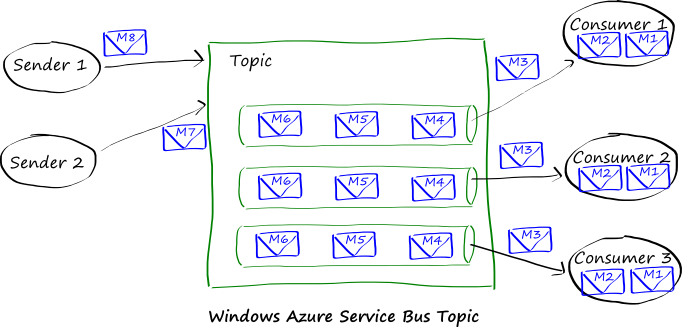 Consumer 1
M2 M1
M8
Sender 1
Topic
M3
M6 M5 M4
M7
Sender 2
M3
Consumer 2
M2 M1
M6 M5 M4
M6 M5 M4
M3
Consumer 3
M2 M1
Windows Azure Service Bus Topic